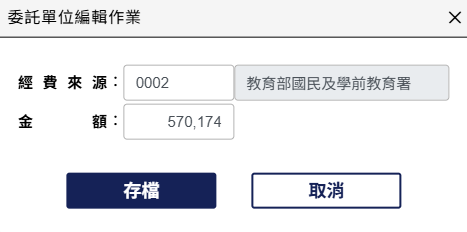 委託單位編輯作業
經費來源： 0002 教育部國民及學前教育署
金額： 570,174
存檔 取消